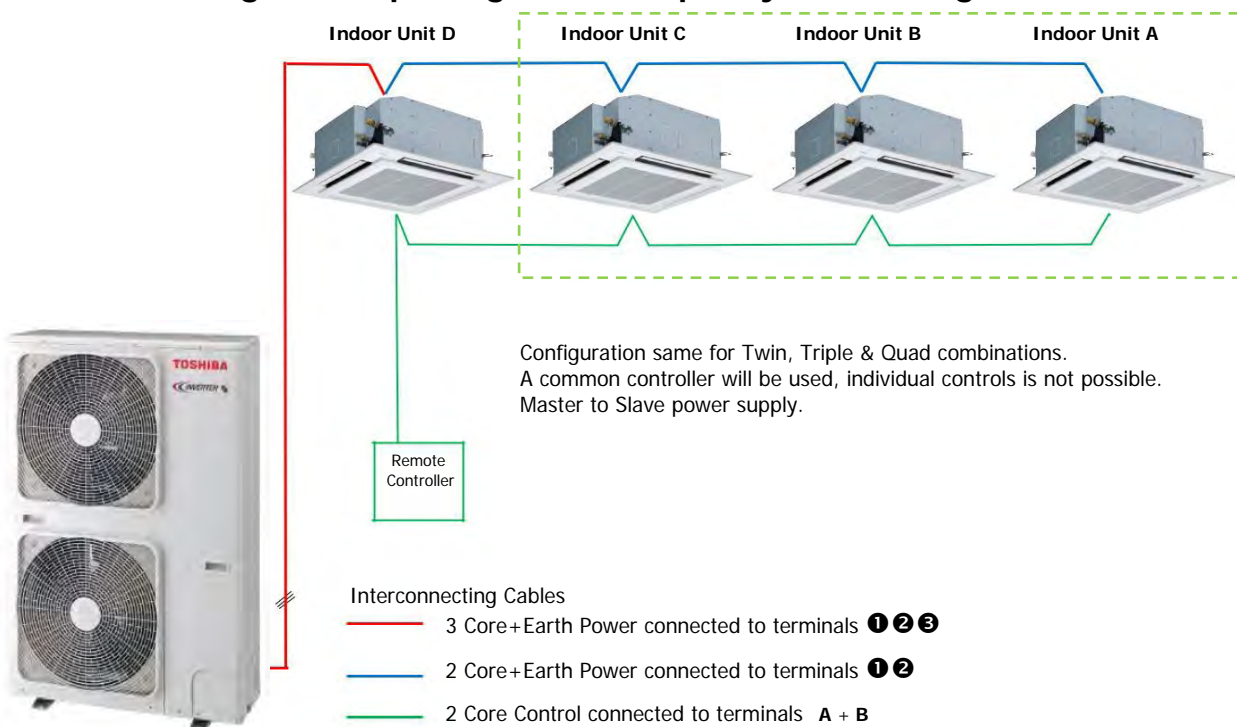 Indoor Unit D Indoor Unit C Indoor Unit B Indoor Unit A
TOSHIBA
INVERTER
Configuration same for Twin, Triple & Quad combinations.
A common controller will be used, individual controls is not possible.
Master to Slave power supply.
Remote
Controller
Interconnecting Cables
3 Core+Earth Power connected to terminals ❶❷❸
2 Core+Earth Power connected to terminals ❶❷
2 Core Control connected to terminals A + B